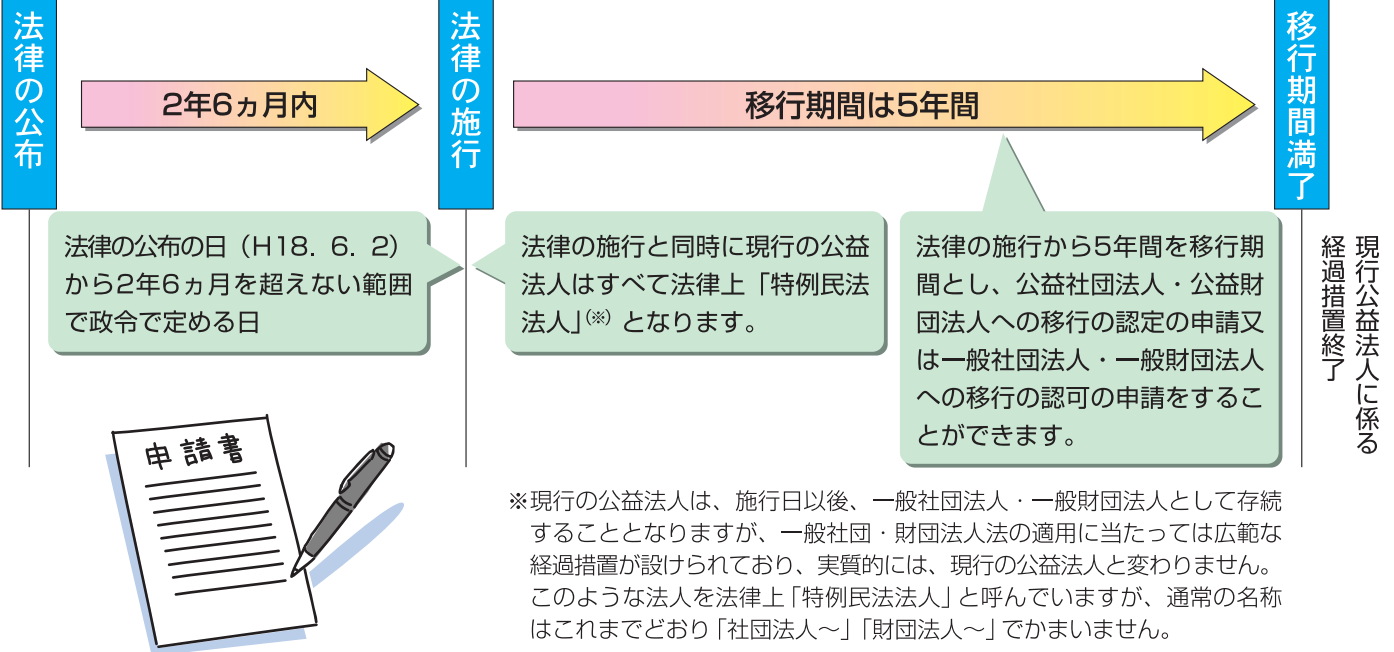 法律の公布
2年6ヵ月内
法律の施行
移行期間は5年間
移行期間満了
法律の公布の日（H18. 6. 2）
から2年6ヵ月を超えない範囲
で政令で定める日
法律の施行と同時に現行の公益
法人はすべて法律上「特例民法
法人」(※) となります。
法律の施行から5年間を移行期
間とし、公益社団法人・公益財
団法人への移行の認定の申請又
は一般社団法人・一般財団法人
への移行の認可の申請をするこ
とができます。
現行公益法人に係る
経過措置終了
申請書
※現行の公益法人は、施行日以後、一般社団法人・一般財団法人として存続
することとなりますが、一般社団・財団法人法の適用に当たっては広範な
経過措置が設けられており、実質的には、現行の公益法人と変わりません。
このような法人を法律上「特例民法法人」と呼んでいますが、通常の名称
はこれまでどおり「社団法人～」「財団法人～」でかまいません。